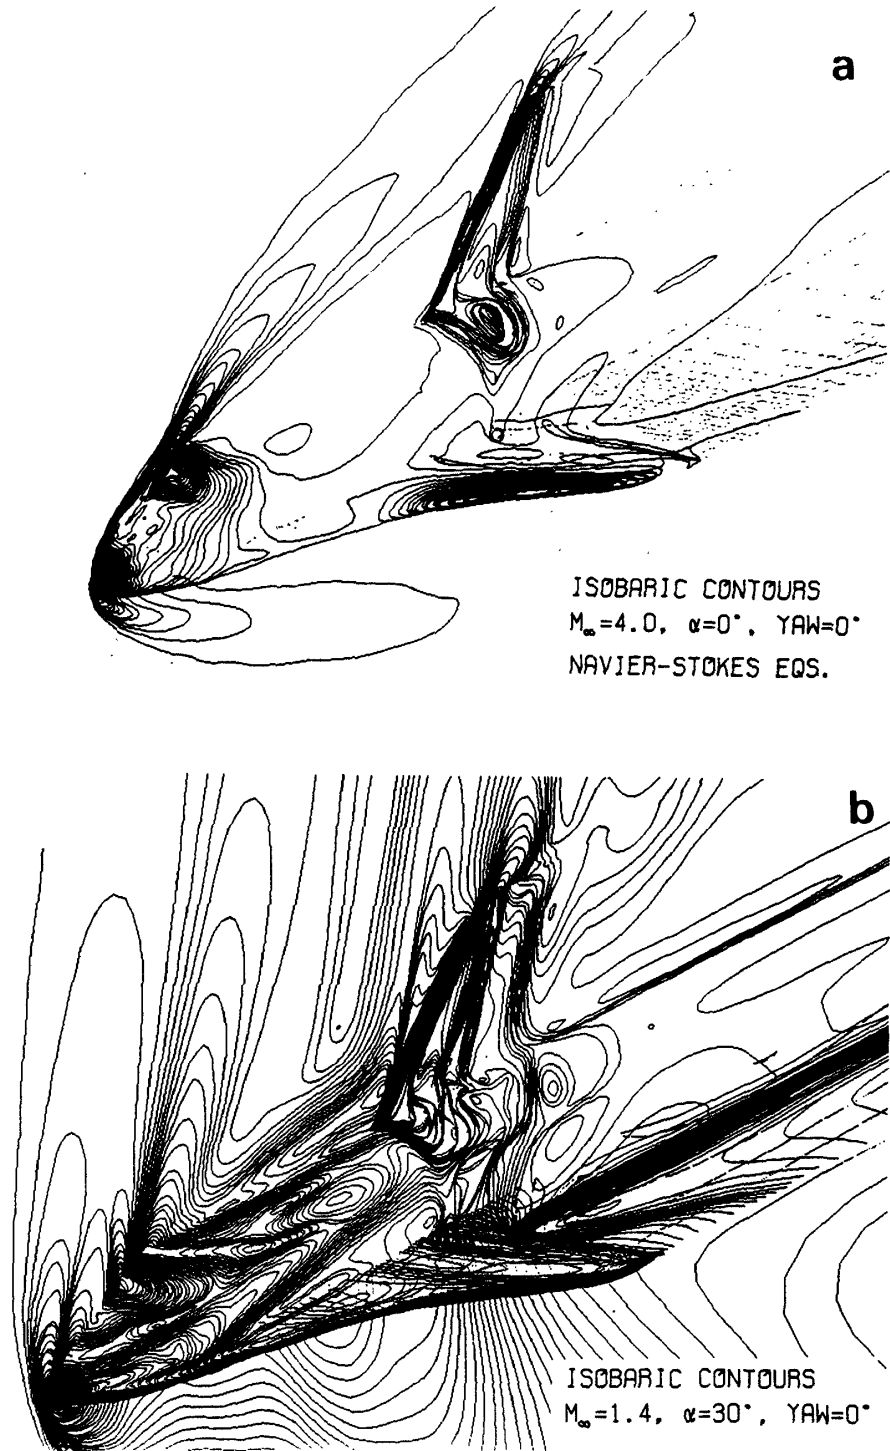 a
ISOBARIC CONTOURS
M∞=4.0, α=0°, YAW=0°
NAVIER-STOKES EQS.
b
ISOBARIC CONTOURS
M∞=1.4, α=30°, YAW=0°